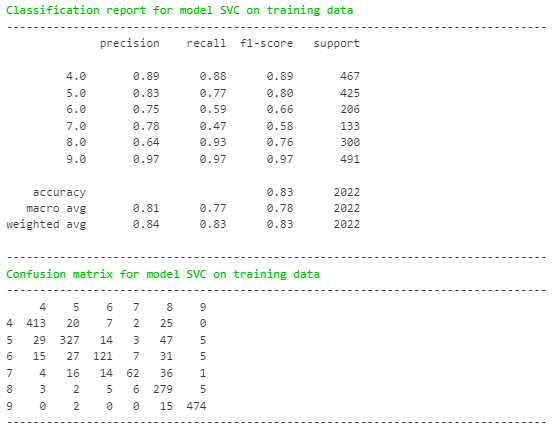 Classification report for model SVC on training data
--------------------------------------------------------------------------------
              precision    recall  f1-score   support

         4.0       0.89      0.88      0.89       467
         5.0       0.83      0.77      0.80       425
         6.0       0.75      0.59      0.66       206
         7.0       0.78      0.47      0.58       133
         8.0       0.64      0.93      0.76       300
         9.0       0.97      0.97      0.97       491

    accuracy                           0.83      2022
   macro avg       0.81      0.77      0.78      2022
weighted avg       0.84      0.83      0.83      2022

--------------------------------------------------------------------------------
Confusion matrix for model SVC on training data
--------------------------------------------------------------------------------
     4    5    6   7    8    9
4  413   20    7   2   25    0
5   29  327   14   3   47    5
6   15   27  121   7   31    5
7    4   16   14  62   36    1
8    3    2    5   6  279    5
9    0    2    0   0   15  474
--------------------------------------------------------------------------------